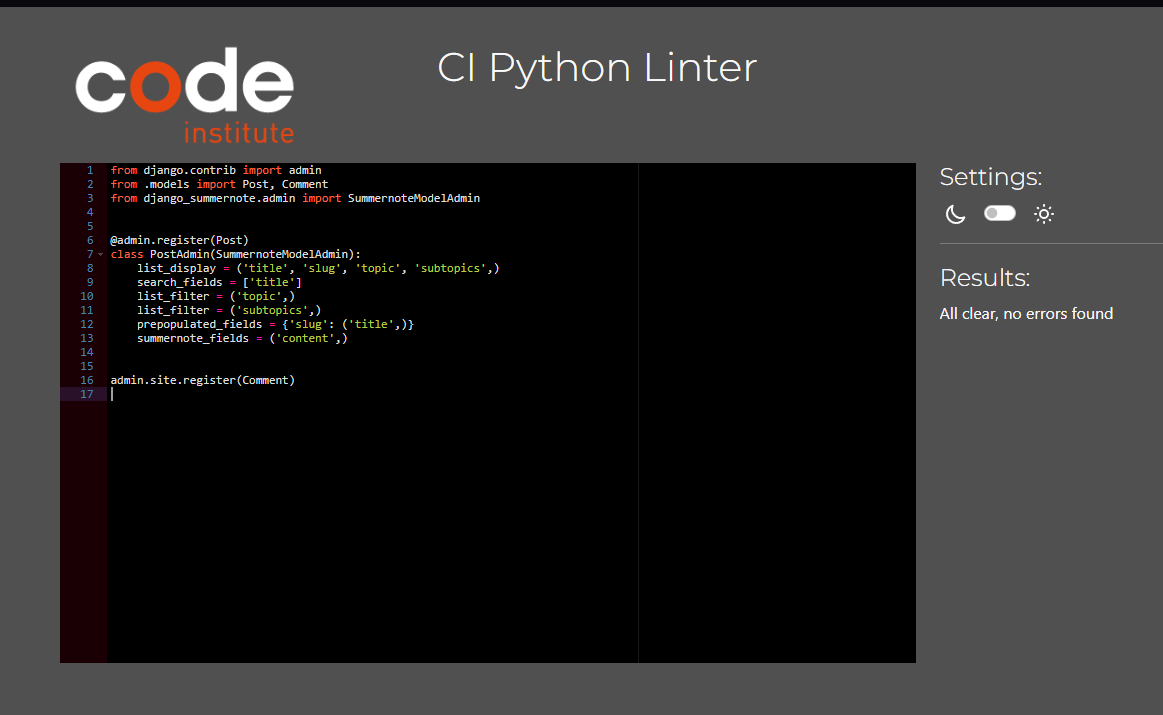 code
institute
CI Python Linter
1 from django.contrib import admin
2 from .models import Post, Comment
3 from django_summernote.admin import SummernoteModelAdmin
4
5
6 @admin.register(Post)
7 class PostAdmin(SummernoteModelAdmin):
8     list_display = ('title', 'slug', 'topic', 'subtopics',)
9     search_fields = ['title']
10     list_filter = ('topic',)
11     list_filter = ('subtopics',)
12     prepopulated_fields = {'slug': ('title',)}
13     summernote_fields = ('content',)
14
15
16 admin.site.register(Comment)
17
Settings:
Results:
All clear, no errors found